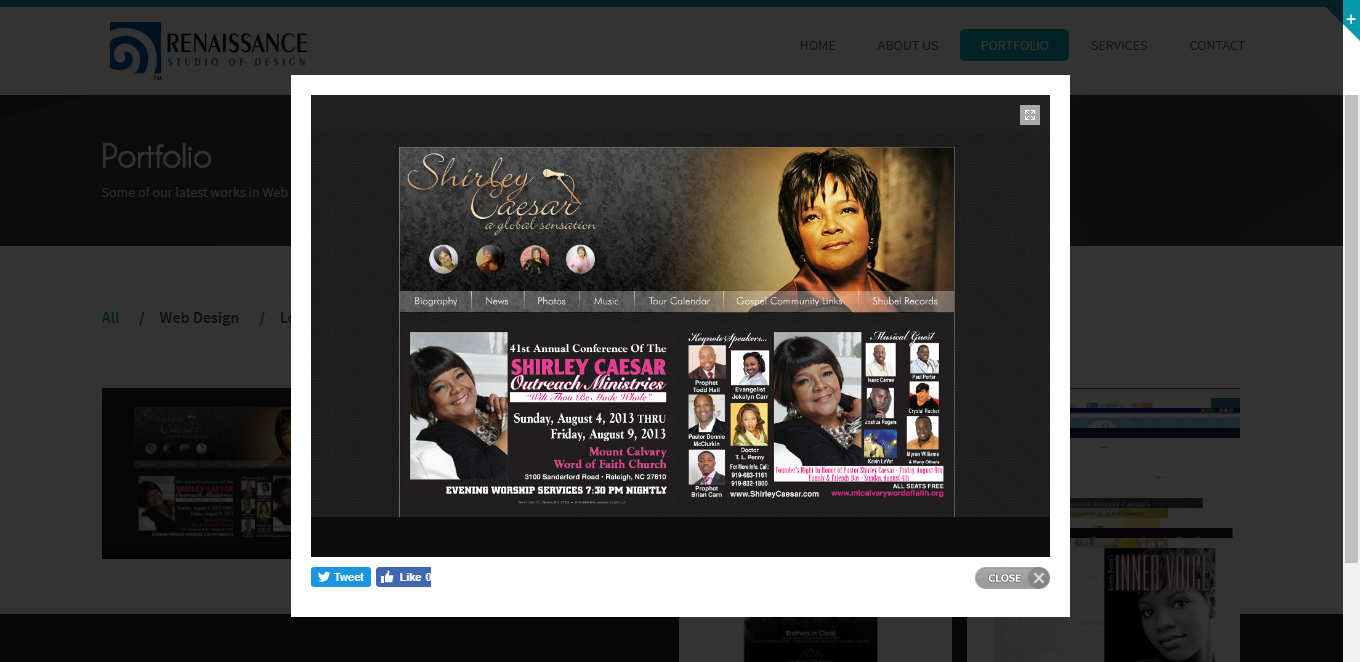 RENAISSANCE
STUDIO OF DESIGN
TM
HOME
ABOUT US
PORTFOLIO
SERVICES
CONTACT
+
Portfolio
Some of our latest works in Web
All / Web Design /
Shirley
Caesar
a global sensation
Biography
News
Photos
Music
Tour Calendar
Gospel Community Links
Shubel Records
41st Annual Conference Of The
SHIRLEY CAESAR
Outreach Ministries
"Wilt Thou Be Made Whole"
Sunday, August 4, 2013 THRU
Friday, August 9, 2013
Mount Calvary
Word of Faith Church
3100 Sanderford Road • Raleigh, NC 27610
EVENING WORSHIP SERVICES 7:30 PM NIGHTLY
Keynote Speakers...
Prophet
Todd Hall
Evangelist
Jekalyn Carr
Pastor Donnie
McClurkin
Doctor
T. L. Penny
Prophet
Brian Carn
For More Info. Call:
919-683-1161
919-832-1800
www.ShirleyCaesar.com
Musical Guest
Isaac Carree
Paul Porter
Joshua Rogers
Crystal Rucker
Kevin LeVar
Myron Williams
& Many Others
Founder's Night In Honor of Pastor Shirley Caesar - Friday, August 9th
Family & Friends Day - Sunday, August 4th
ALL SEATS FREE
www.mtcalvarywordoffaith.org
Tweet
Like 0
CLOSE
INNER VOICE
Brothers in Christ